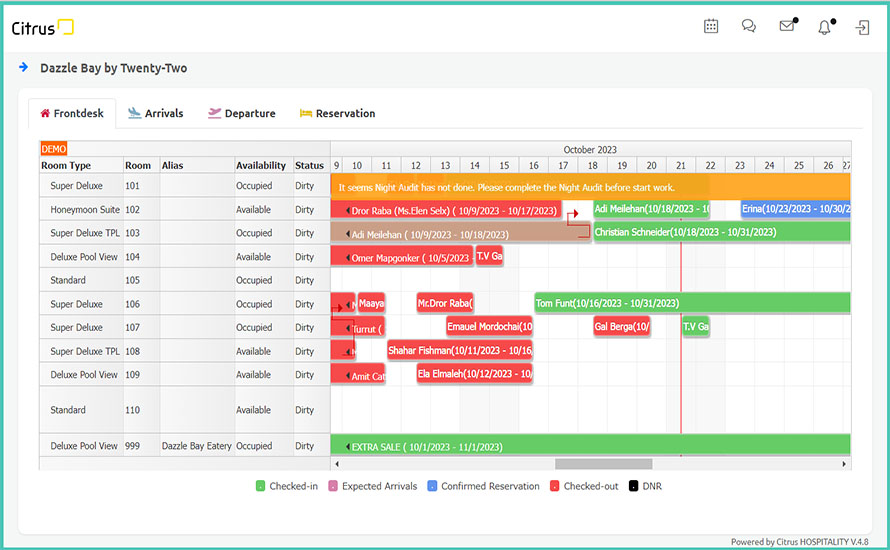 Citrus
Dazzle Bay by Twenty-Two
Frontdesk Arrivals Departure Reservation
DEMO October 2023
Room Type Room Alias Availability Status 9 10 11 12 13 14 15 16 17 18 19 20 21 22 23 24 25 26 27
Super Deluxe 101 Occupied Dirty It seems Night Audit has not done. Please complete the Night Audit before start work.
Honeymoon Suite 102 Available Dirty Dror Raba (Ms.Elen Selx) ( 10/9/2023 - 10/17/2023) Adi Meilehan(10/18/2023 - 10 Erina(10/23/2023 - 10/30/2
Super Deluxe TPL 103 Occupied Dirty Adi Meilehan ( 10/9/2023 - 10/18/2023) Christian Schneider(10/18/2023 - 10/31/2023)
Deluxe Pool View 104 Available Dirty Omer Mapgonker ( 10/5/2023 - T.V Ga
Standard 105 Occupied Dirty
Super Deluxe 106 Occupied Dirty Maaya Mr.Dror Raba( Tom Funt(10/16/2023 - 10/31/2023)
Super Deluxe 107 Occupied Dirty Turrut ( Emauel Mordochai(10 Gal Berga(10/ T.V Ga
Super Deluxe TPL 108 Available Dirty Shahar Fishman(10/11/2023 - 10/16
Deluxe Pool View 109 Available Dirty Amit Cat Ela Elmaleh(10/12/2023 - 10/
Standard 110 Available Dirty
Deluxe Pool View 999 Dazzle Bay Eatery Occupied Dirty EXTRA SALE ( 10/1/2023 - 11/1/2023)
Checked-in Expected Arrivals Confirmed Reservation Checked-out DNR
Powered by Citrus HOSPITALITY V.4.8